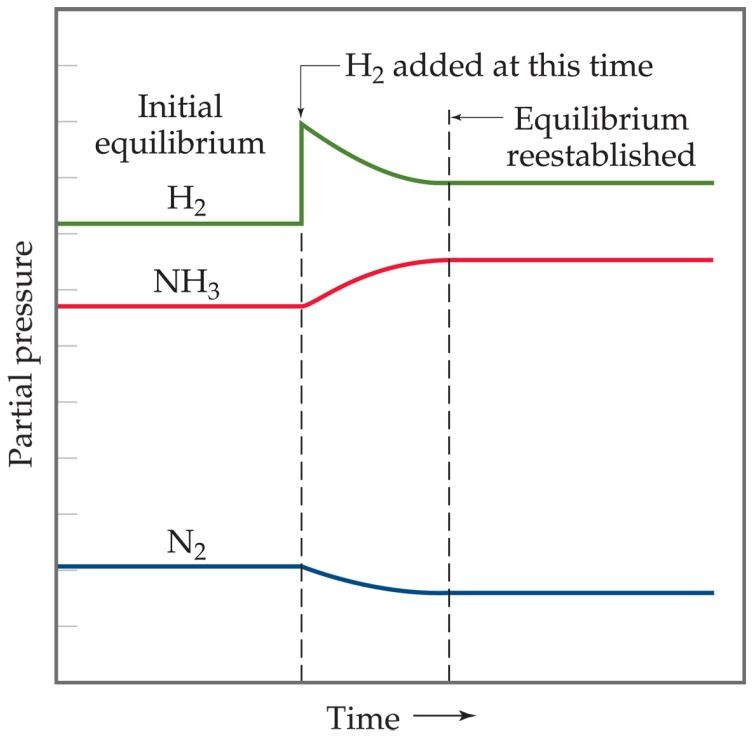 H₂ added at this time
Initial
equilibrium
Equilibrium
reestablished
H₂
NH₃
N₂
Partial pressure
Time